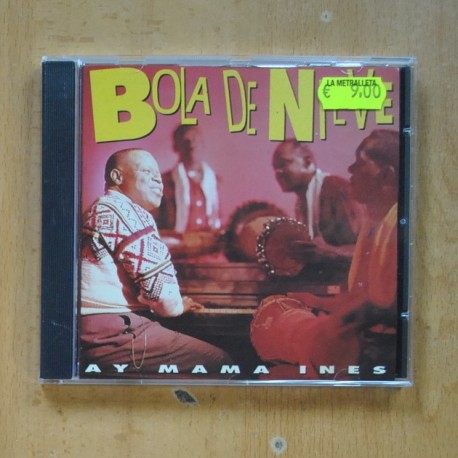 BOLA DE NIEVE
LA METRALLETA
€ 9.00
AY MAMA INES